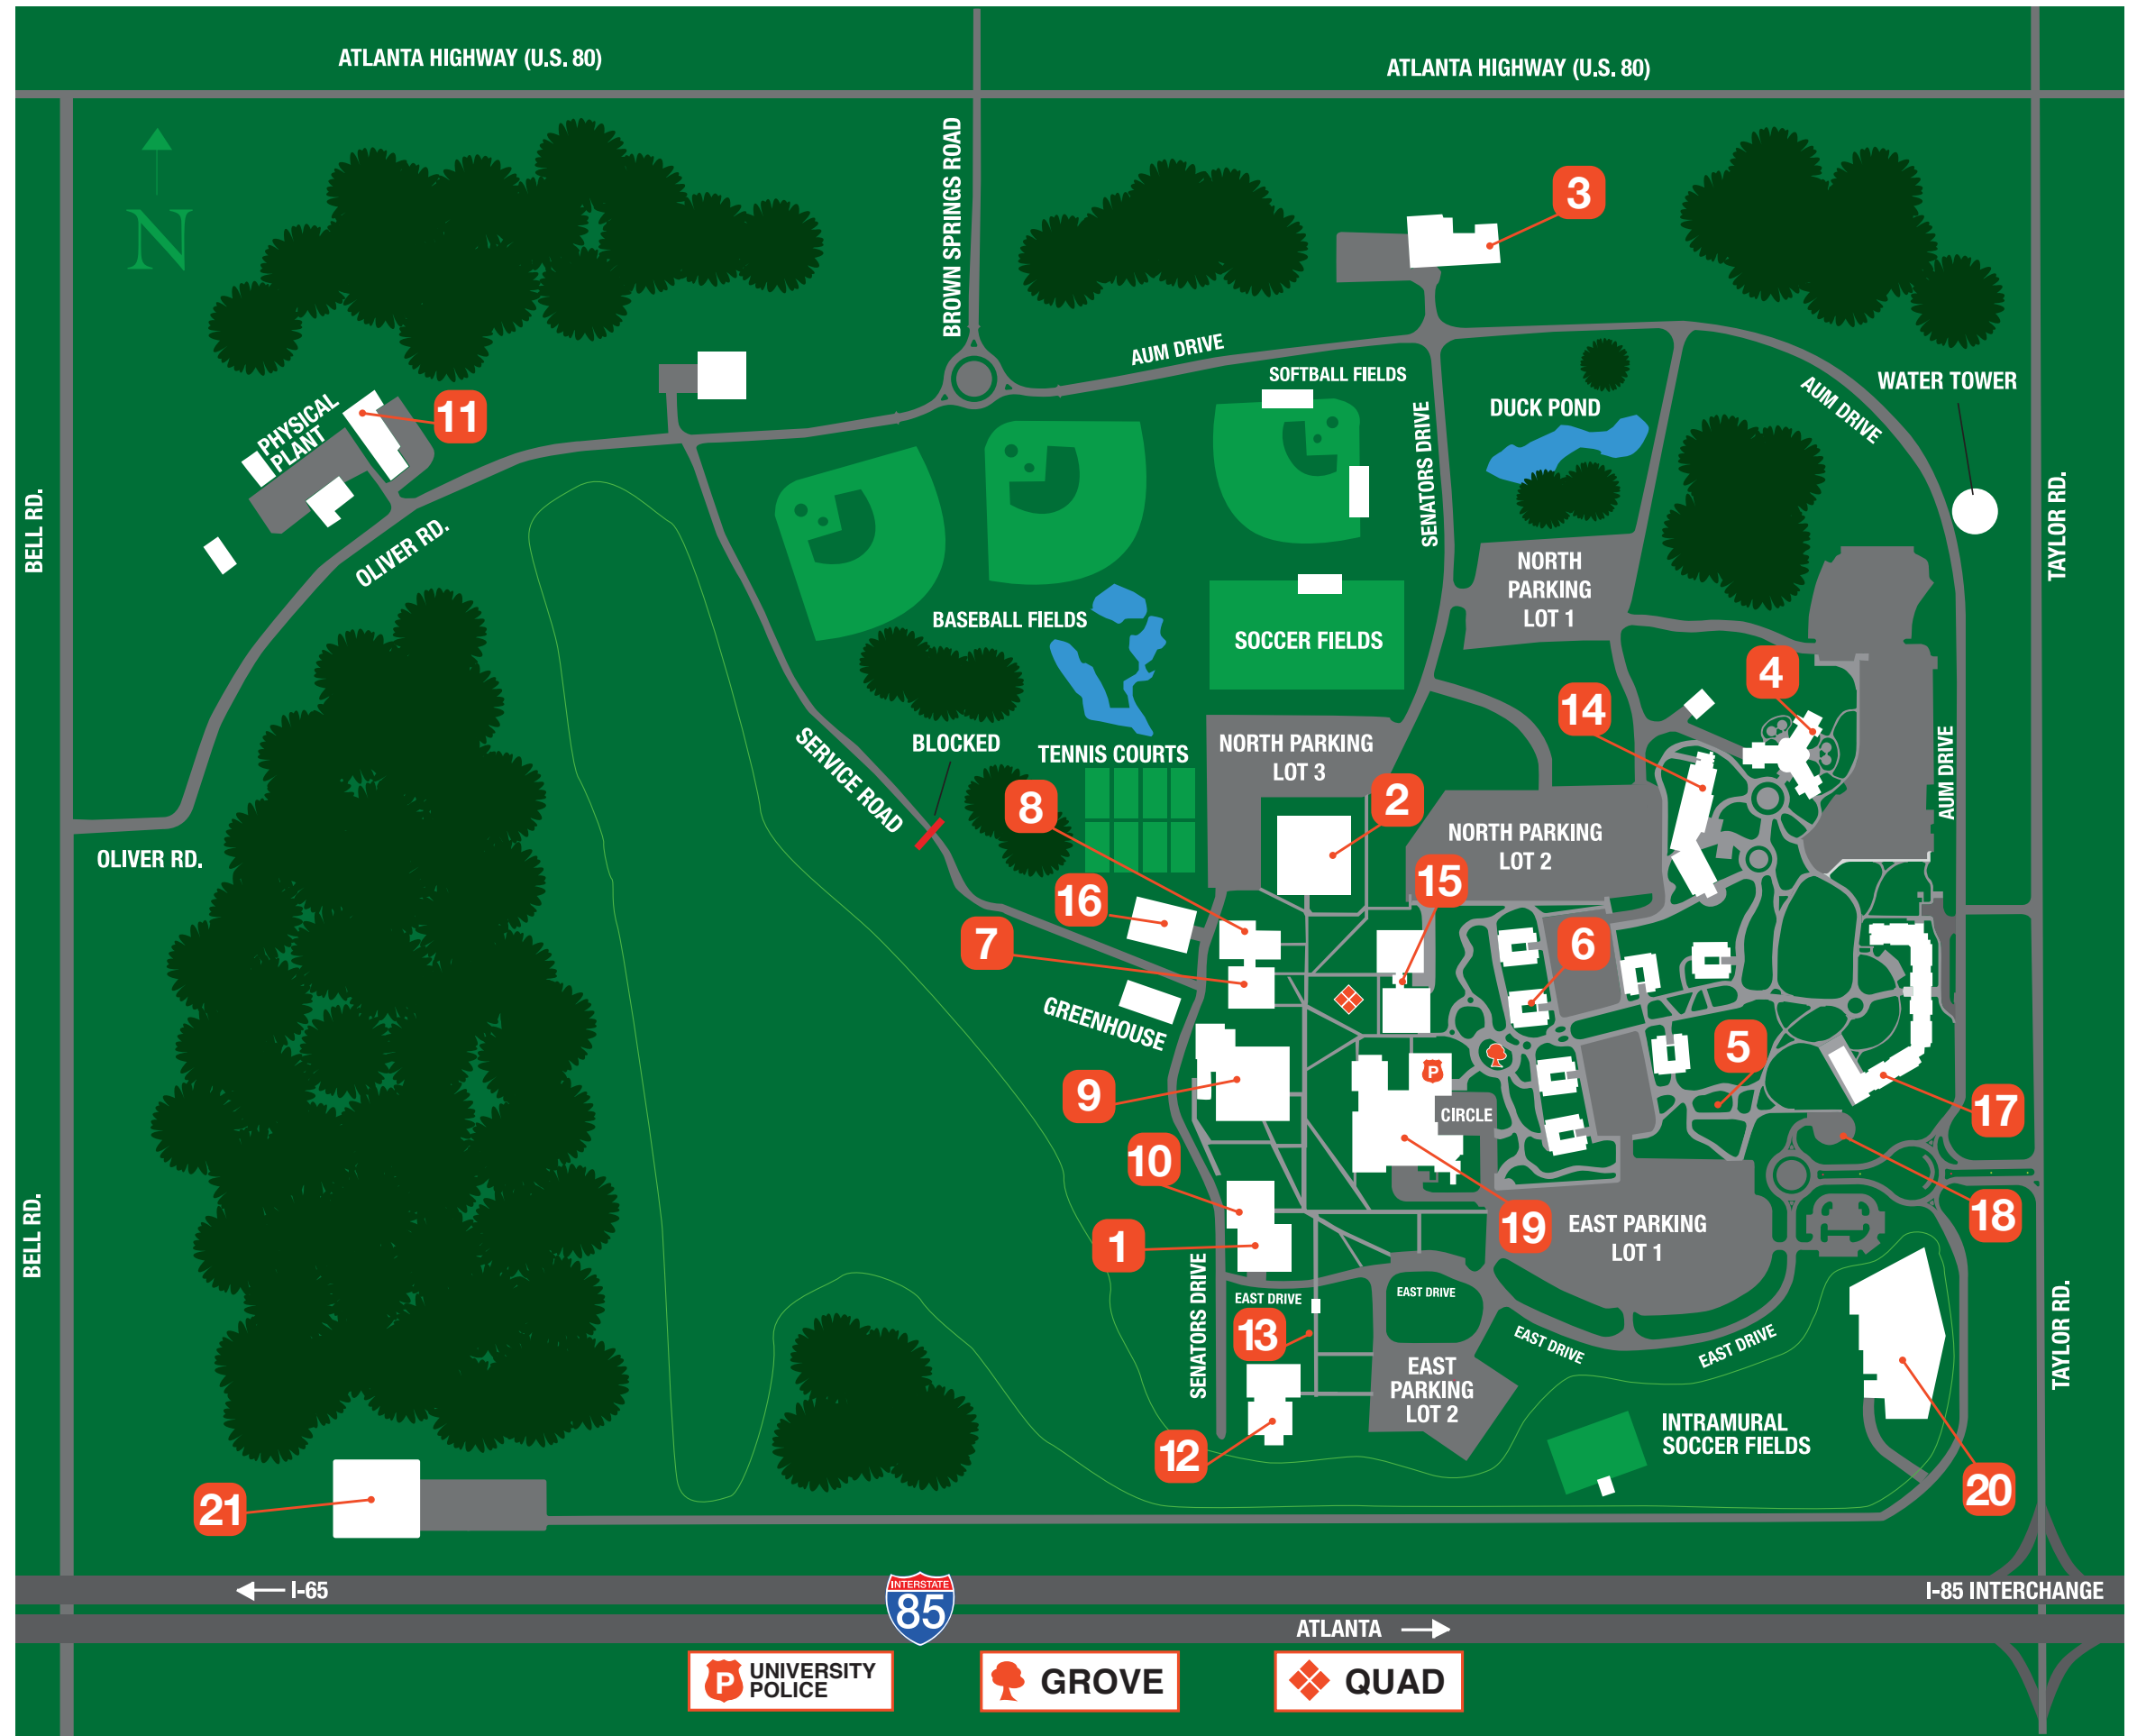 ATLANTA HIGHWAY (U.S. 80)
ATLANTA HIGHWAY (U.S. 80)
BROWN SPRINGS ROAD
N
3
AUM DRIVE
SOFTBALL FIELDS
SENATORS DRIVE
DUCK POND
AUM DRIVE
WATER TOWER
PHYSICAL
PLANT
11
BELL RD.
OLIVER RD.
TAYLOR RD.
NORTH
PARKING
LOT 1
BASEBALL FIELDS
SOCCER FIELDS
4
14
SERVICE ROAD
BLOCKED
TENNIS COURTS
NORTH PARKING
LOT 3
AUM DRIVE
8
2
NORTH PARKING
LOT 2
OLIVER RD.
15
16
7
6
GREENHOUSE
5
P
9
CIRCLE
17
10
18
19
EAST PARKING
LOT 1
BELL RD.
1
SENATORS DRIVE
EAST DRIVE
EAST DRIVE
13
EAST DRIVE
EAST DRIVE
TAYLOR RD.
EAST
PARKING
LOT 2
12
INTRAMURAL
SOCCER FIELDS
20
21
I-65
INTERSTATE
85
I-85 INTERCHANGE
ATLANTA
P
UNIVERSITY
POLICE
GROVE
QUAD